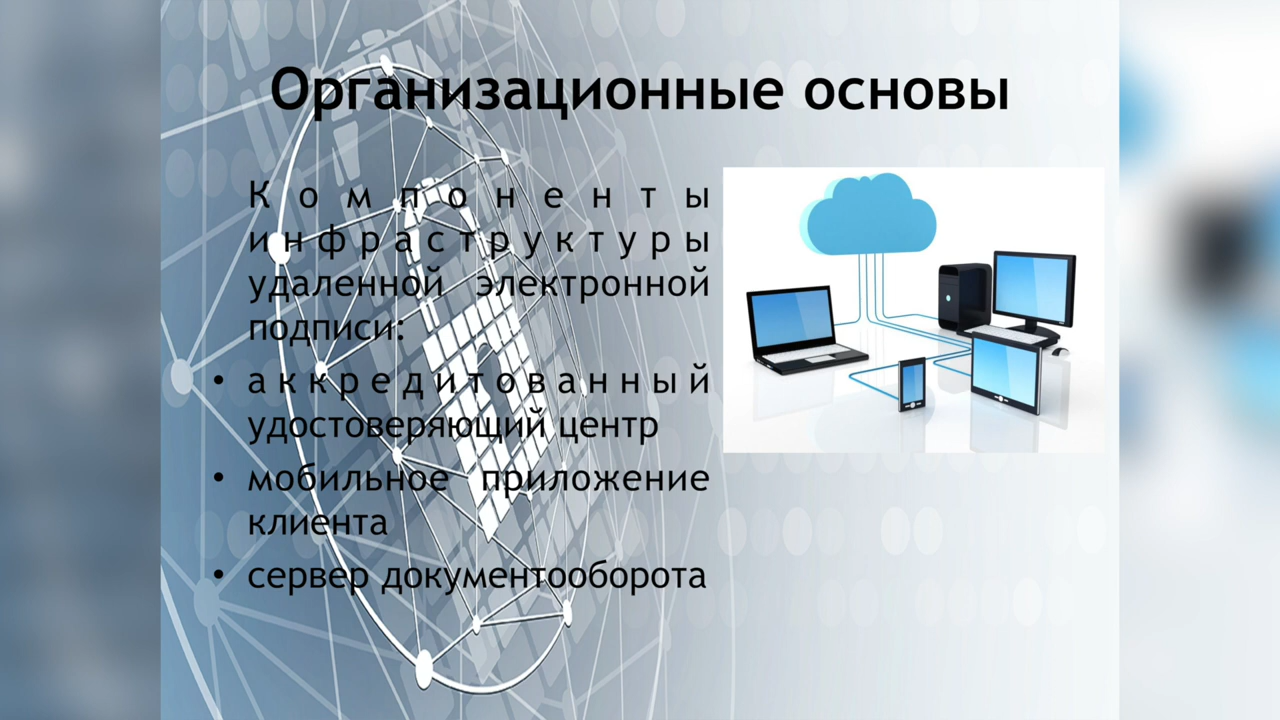 Организационные основы
Компоненты
инфраструктуры
удаленной электронной
подписи:
• аккредитованный
удостоверяющий центр
• мобильное приложение
клиента
• сервер документооборота